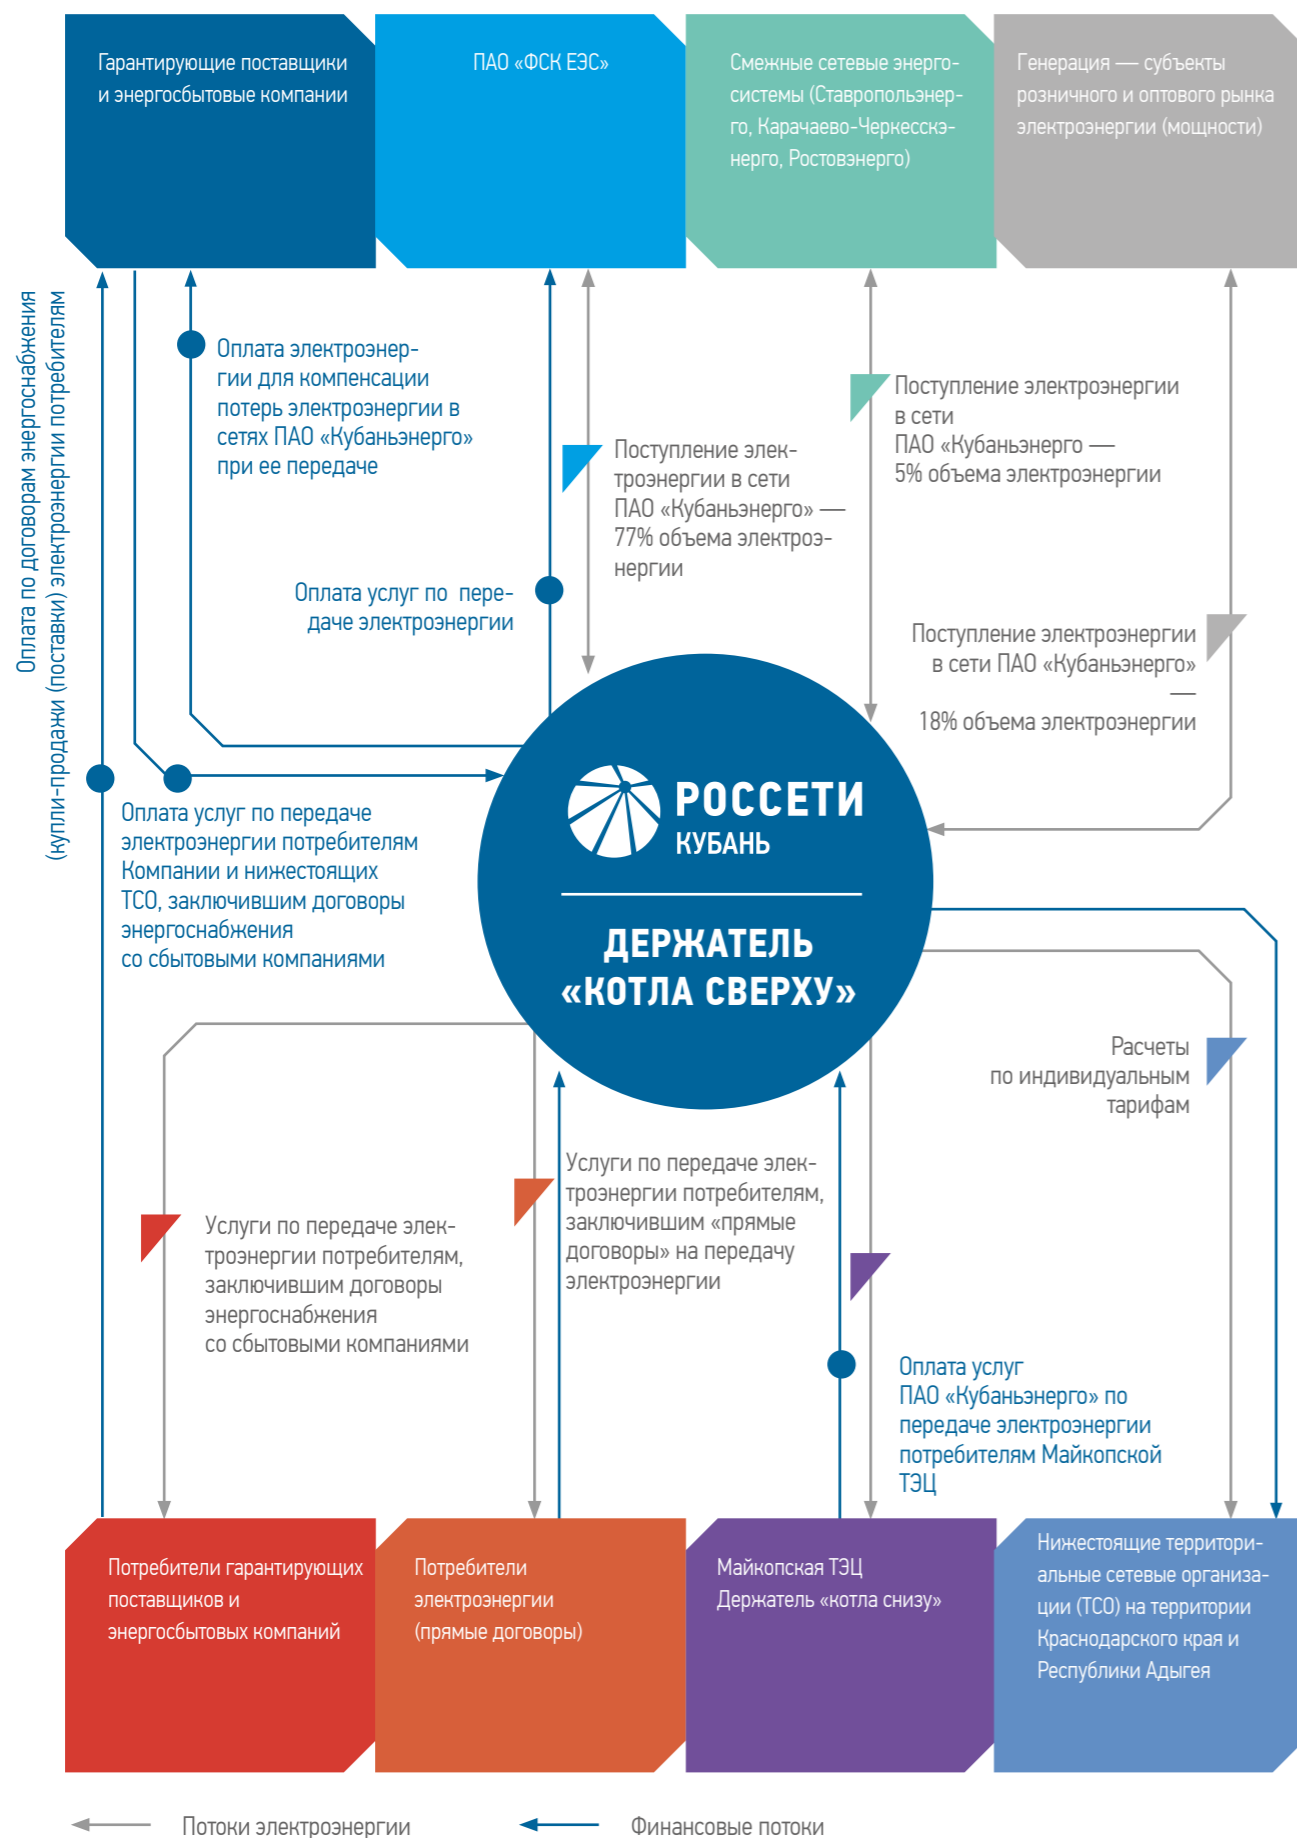 Гарантирующие поставщики
и энергосбытовые компании
ПАО «ФСК ЕЭС»
Смежные сетевые энерго-
системы (Ставропольэнер-
го, Карачаево-Черкесскэ-
нерго, Ростовэнерго)
Генерация — субъекты
розничного и оптового рынка
электроэнергии (мощности)
Оплата по договорам энергоснабжения
(купли-продажи (поставки) электроэнергии потребителям
Оплата электроэнер-
гии для компенсации
потерь электроэнергии в
сетях ПАО «Кубаньэнерго»
при ее передаче
Поступление элек-
троэнергии в сети
ПАО «Кубаньэнерго» —
77% объема электроэ-
нергии
Поступление электроэнергии
в сети
ПАО «Кубаньэнерго —
5% объема электроэнергии
Оплата услуг по пере-
даче электроэнергии
Поступление электроэнергии
в сети ПАО «Кубаньэнерго»
—
18% объема электроэнергии
Оплата услуг по передаче
электроэнергии потребителям
Компании и нижестоящих
ТСО, заключившим договоры
энергоснабжения
со сбытовыми компаниями
РОССЕТИ
КУБАНЬ
ДЕРЖАТЕЛЬ
«КОТЛА СВЕРХУ»
Расчеты
по индивидуальным
тарифам
Услуги по передаче элек-
троэнергии потребителям,
заключившим договоры
энергоснабжения
со сбытовыми компаниями
Услуги по передаче элек-
троэнергии потребителям,
заключившим «прямые
договоры» на передачу
электроэнергии
Оплата услуг
ПАО «Кубаньэнерго» по
передаче электроэнергии
потребителям Майкопской
ТЭЦ
Потребители гарантирующих
поставщиков и
энергосбытовых компаний
Потребители
электроэнергии
(прямые договоры)
Майкопская ТЭЦ
Держатель «котла снизу»
Нижестоящие территори-
альные сетевые организа-
ции (ТСО) на территории
Краснодарского края и
Республики Адыгея
Потоки электроэнергии
Финансовые потоки